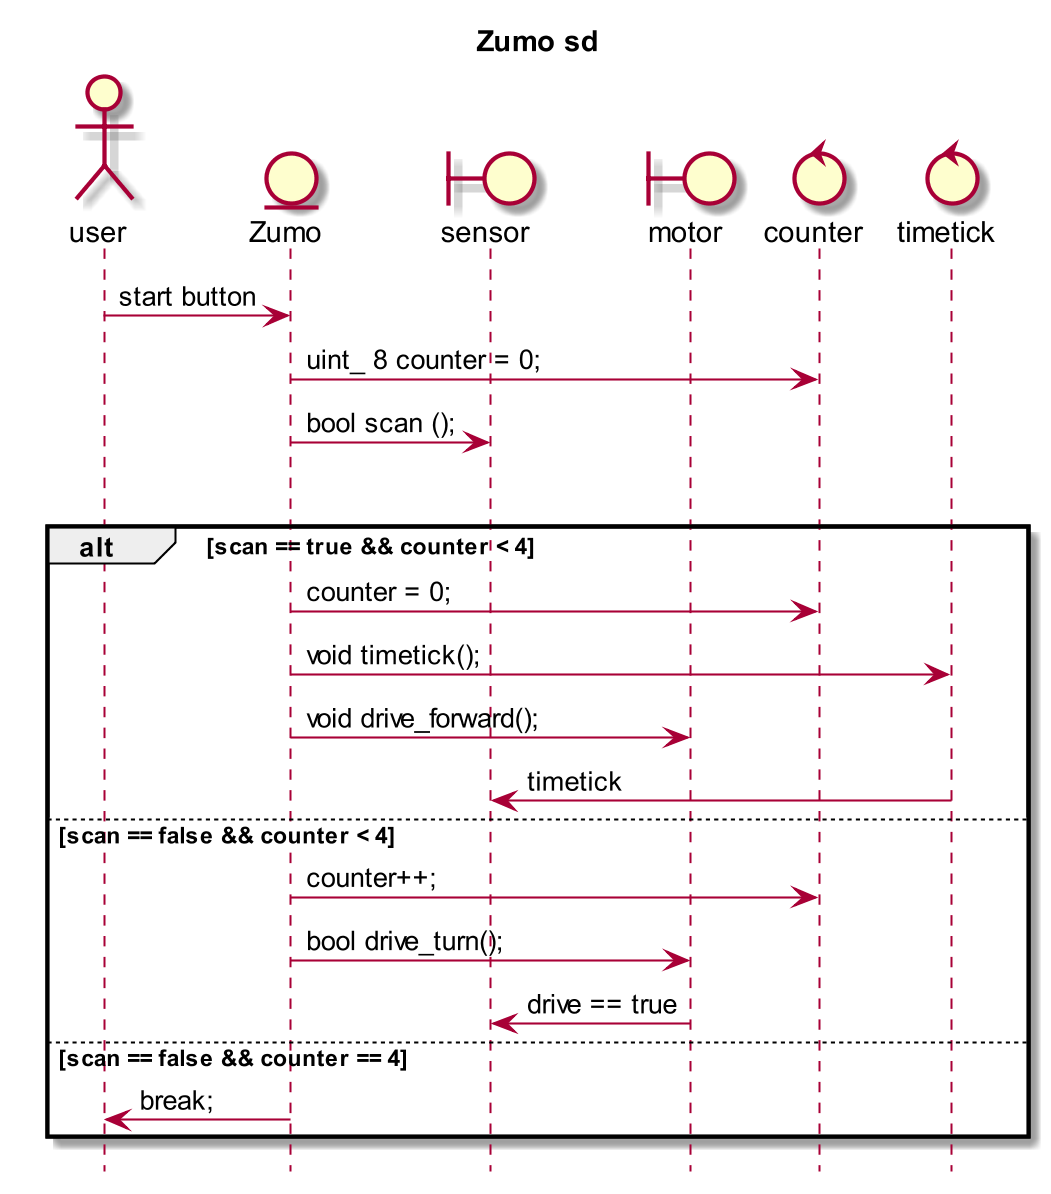 Zumo sd
user Zumo sensor motor counter timetick
start button
uint_ 8 counter = 0;
bool scan ();
alt [scan == true && counter < 4]
counter = 0;
void timetick();
void drive_forward();
timetick
[scan == false && counter < 4]
counter++;
bool drive_turn();
drive == true
[scan == false && counter == 4]
break;